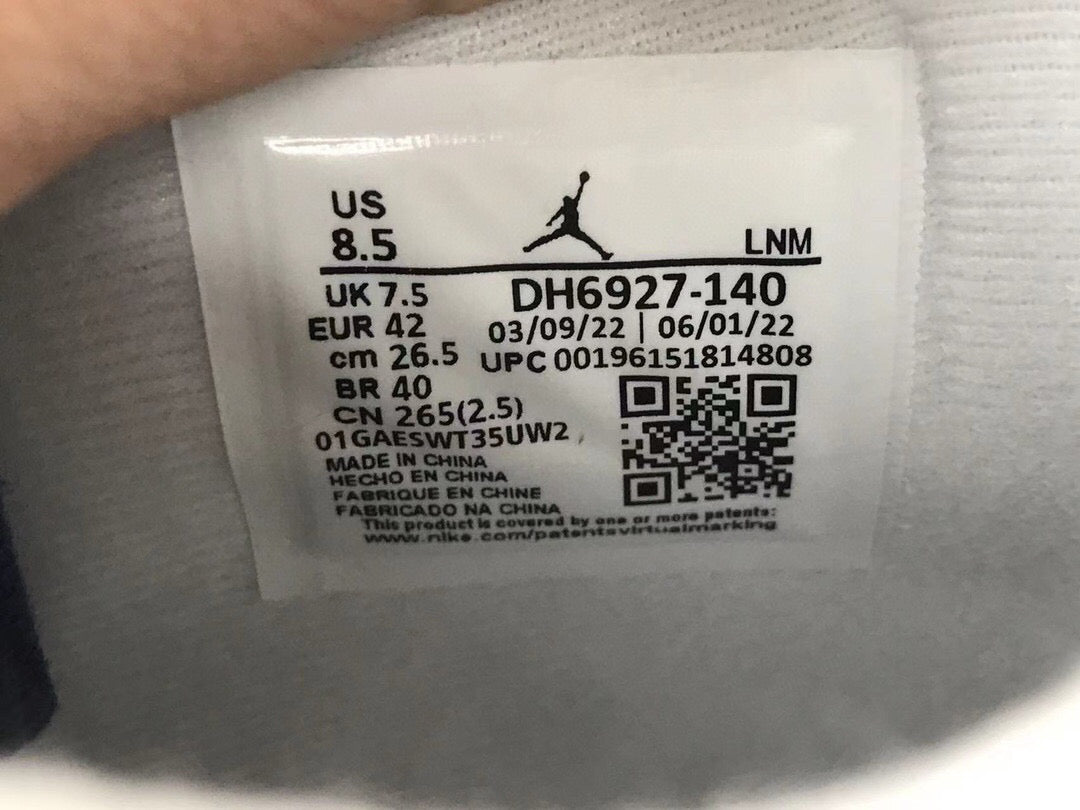 US
8.5
LNM
UK 7.5
DH6927-140
EUR 42
03/09/22 | 06/01/22
cm 26.5
UPC 00196151814808
BR 40
CN 265(2.5)
01GAESWT35UW2
MADE IN CHINA
HECHO EN CHINA
FABRIQUE EN CHINE
FABRICADO NA CHINA
This product is covered by one or more patents:
www.nike.com/patentsvirtualmarking